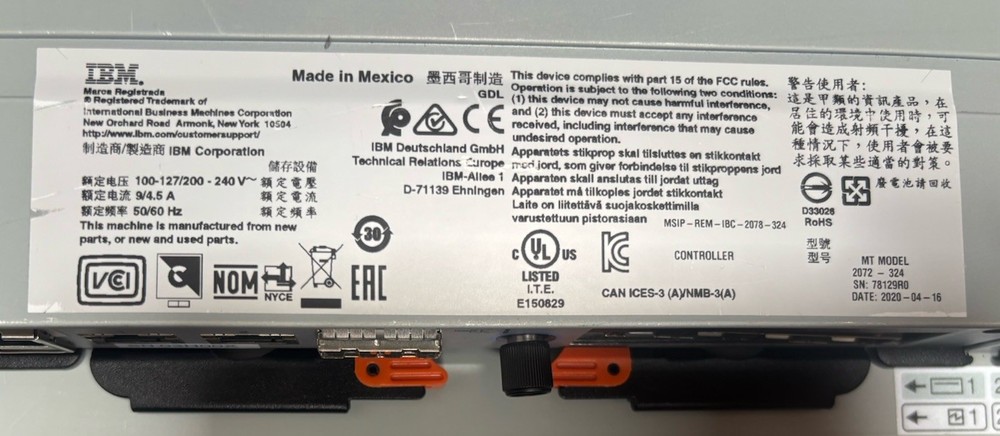 IBM.
Marca Registrada
® Registered Trademark of
International Business Machines Corporation
New Orchard Road Armonk, New York 10504
http://www.ibm.com/customersupport/
制造商/製造商 IBM Corporation
儲存設備
额定电压 100-127/200 - 240 V～ 額定電壓
额定电流 9/4.5 A 額定電流
额定频率 50/60 Hz 額定頻率
This machine is manufactured from new
parts, or new and used parts.
VCI
C
NOM
NYCE
EAC
30
Made in Mexico 墨西哥制造
GDL
CE
IBM Deutschland GmbH
Technical Relations Europe
IBM-Allee 1
D-71139 Ehningen
This device complies with part 15 of the FCC rules.
Operation is subject to the following two conditions:
(1) this device may not cause harmful interference,
and (2) this device must accept any interference
received, including interference that may cause
undesired operation.
Apparatets stikprop skal tilsluttes en stikkontakt
med jord, som giver forbindelse til stikproppens jord
Apparaten skall anslutas till jordat uttag
Apparatet må tilkoples jordet stikkontakt
Laite on liitettävä suojakoskettimilla
varustettuun pistorasiaan
MSIP-REM-IBC-2078-324
C UL US
LISTED
I.T.E.
E150829
KC
CONTROLLER
CAN ICES-3 (A)/NMB-3(A)
警告使用者:
這是甲類的資訊產品，在
居住的環境中使用時，可
能會造成射頻干擾，在這
種情況下，使用者會被要
求採取某些適當的對策。
廢電池請回收
D33026
RoHS
型號
型号
MT MODEL
2072 - 324
SN: 78129R0
DATE: 2020-04-16
1
1